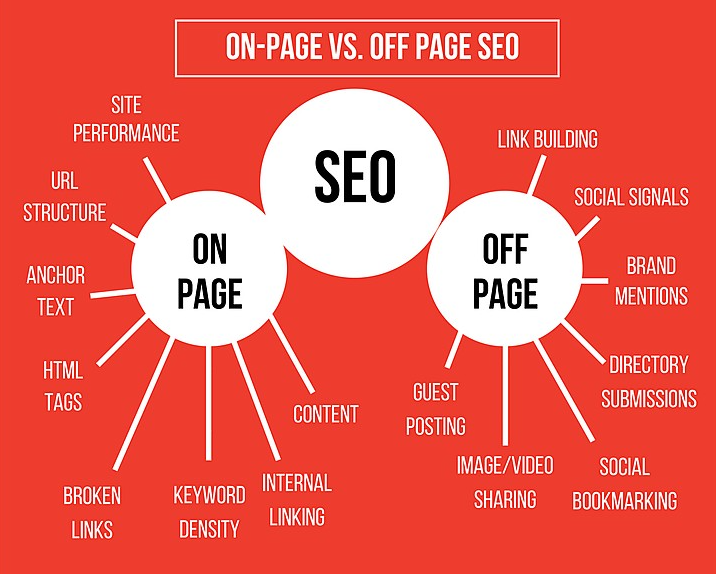 ON-PAGE VS. OFF PAGE SEO
SEO
ON
PAGE
SITE
PERFORMANCE
URL
STRUCTURE
ANCHOR
TEXT
HTML
TAGS
BROKEN
LINKS
KEYWORD
DENSITY
INTERNAL
LINKING
CONTENT
OFF
PAGE
LINK BUILDING
SOCIAL SIGNALS
BRAND
MENTIONS
DIRECTORY
SUBMISSIONS
SOCIAL
BOOKMARKING
IMAGE/VIDEO
SHARING
GUEST
POSTING